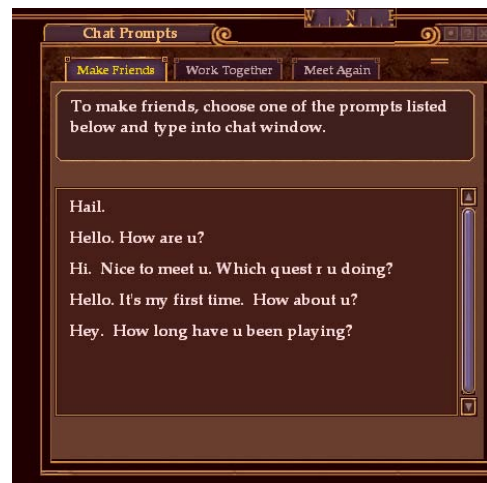 W N E
Chat Prompts
Make Friends Work Together Meet Again
To make friends, choose one of the prompts listed
below and type into chat window.
Hail.
Hello. How are u?
Hi. Nice to meet u. Which quest r u doing?
Hello. It's my first time. How about u?
Hey. How long have u been playing?